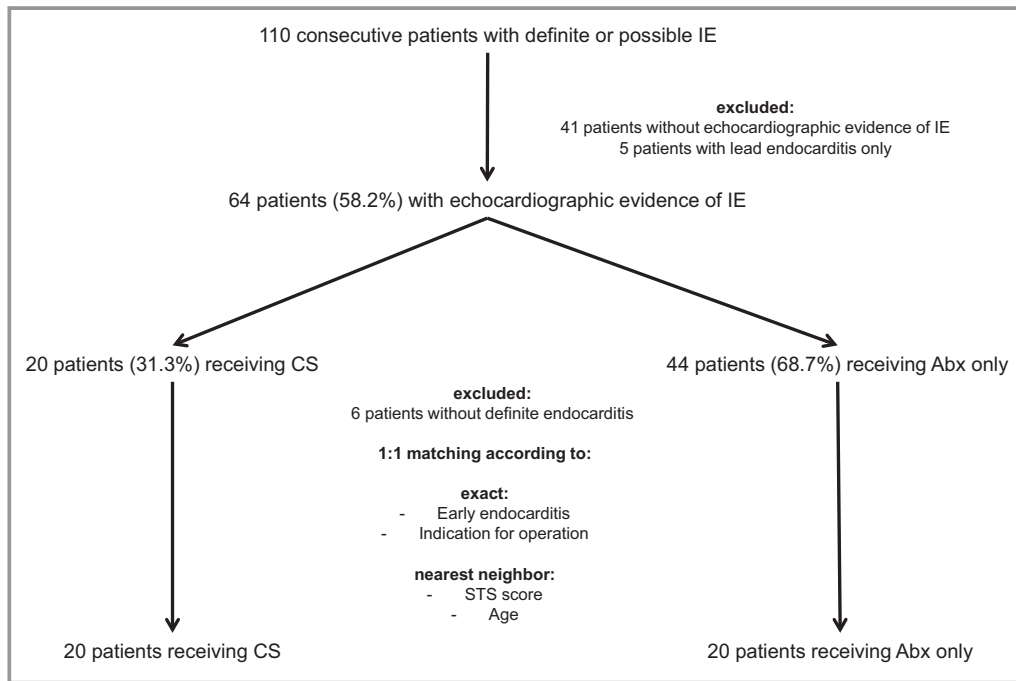 110 consecutive patients with definite or possible IE
excluded:
41 patients without echocardiographic evidence of IE
5 patients with lead endocarditis only
64 patients (58.2%) with echocardiographic evidence of IE
20 patients (31.3%) receiving CS
44 patients (68.7%) receiving Abx only
excluded:
6 patients without definite endocarditis
1:1 matching according to:
exact:
- Early endocarditis
- Indication for operation
nearest neighbor:
- STS score
- Age
20 patients receiving CS
20 patients receiving Abx only